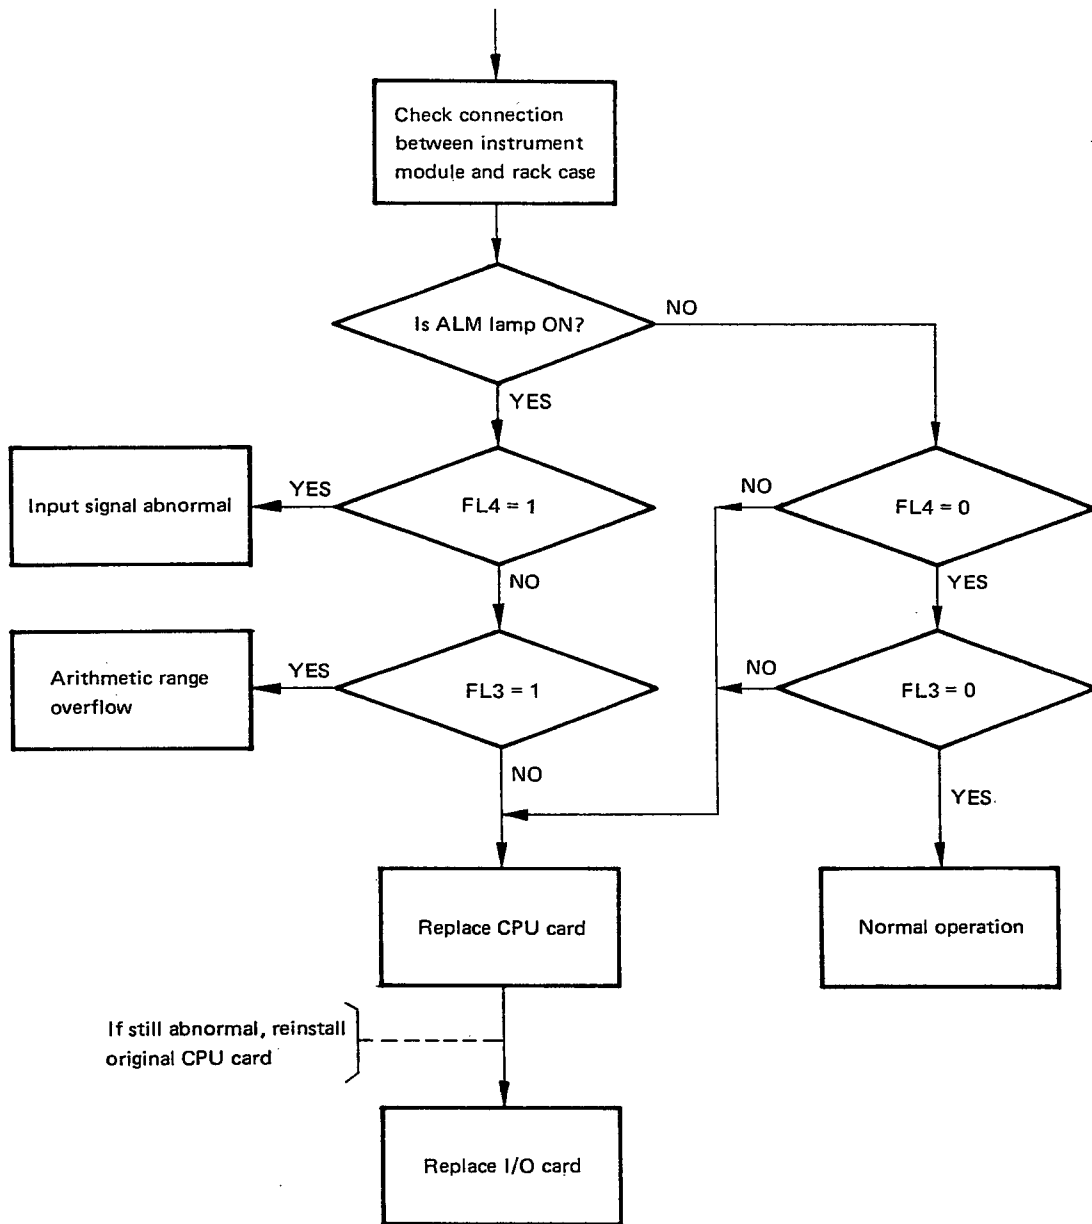 Check connection
between instrument
module and rack case
Is ALM lamp ON?
NO
YES
Input signal abnormal
YES
FL4 = 1
NO
FL4 = 0
NO
YES
Arithmetic range
overflow
YES
FL3 = 1
NO
FL3 = 0
NO
YES
Replace CPU card
Normal operation
If still abnormal, reinstall
original CPU card
Replace I/O card